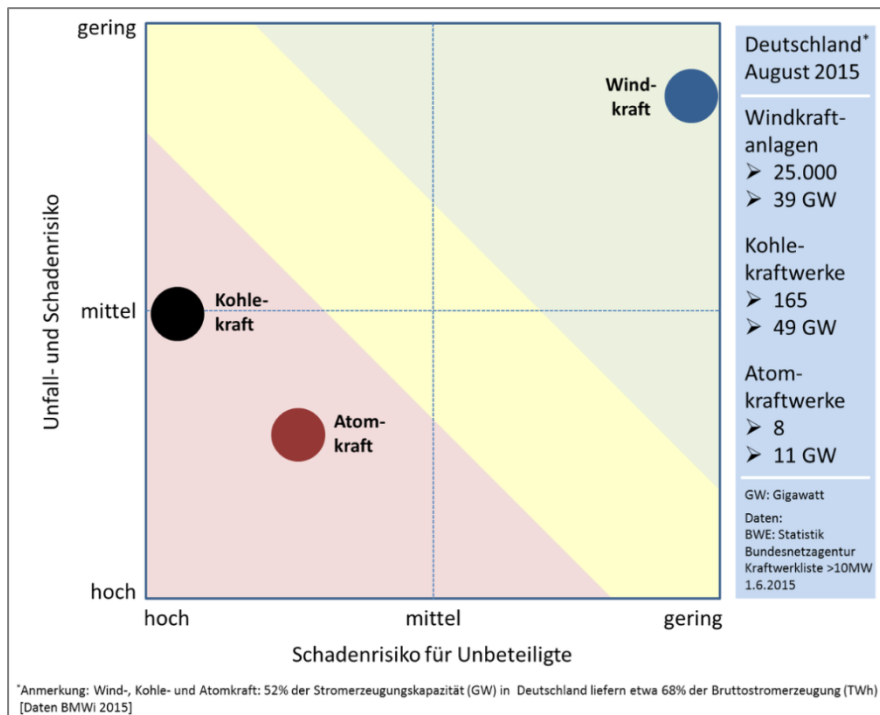 gering
mittel
hoch
Unfall- und Schadenrisiko
Wind-
kraft
Kohle-
kraft
Atom-
kraft
hoch
mittel
gering
Schadenrisiko für Unbeteiligte
Deutschland*
August 2015
Windkraft-
anlagen
➢ 25.000
➢ 39 GW
Kohle-
kraftwerke
➢ 165
➢ 49 GW
Atom-
kraftwerke
➢ 8
➢ 11 GW
GW: Gigawatt
Daten:
BWE: Statistik
Bundesnetzagentur
Kraftwerkliste >10MW
1.6.2015
*Anmerkung: Wind-, Kohle- und Atomkraft: 52% der Stromerzeugungskapazität (GW) in Deutschland liefern etwa 68% der Bruttostromerzeugung (TWh)
[Daten BMWi 2015]